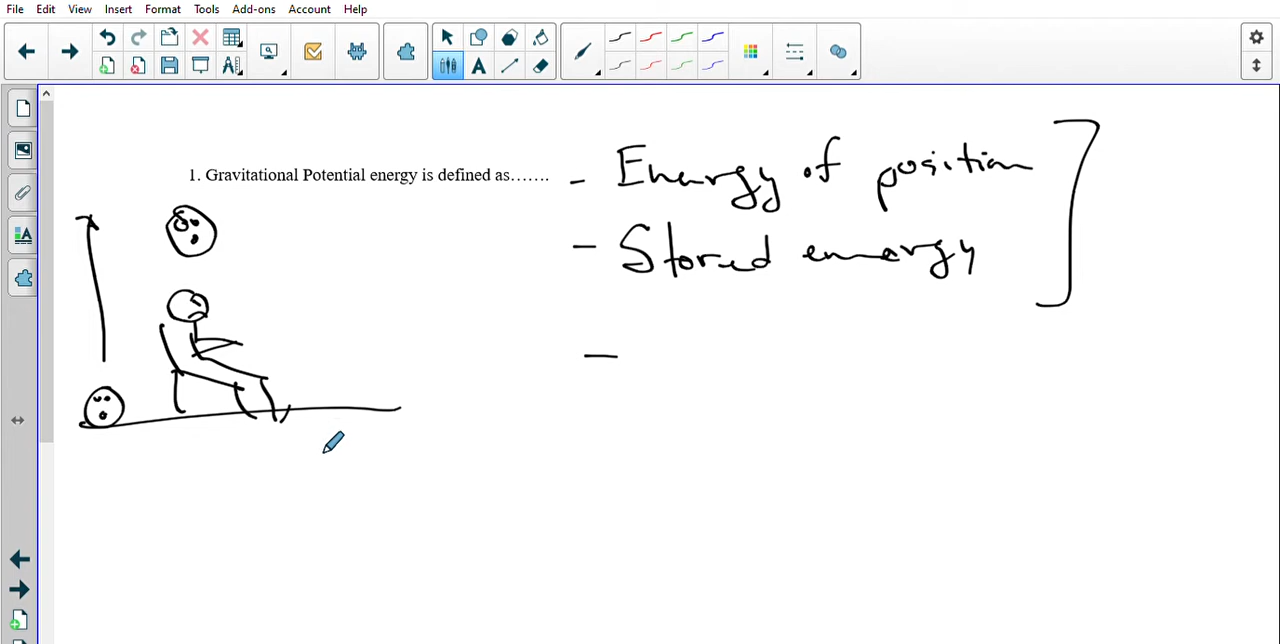 File Edit View Insert Format Tools Add-ons Account Help
1. Gravitational Potential energy is defined as……. - Energy of position
- Stored energy
-